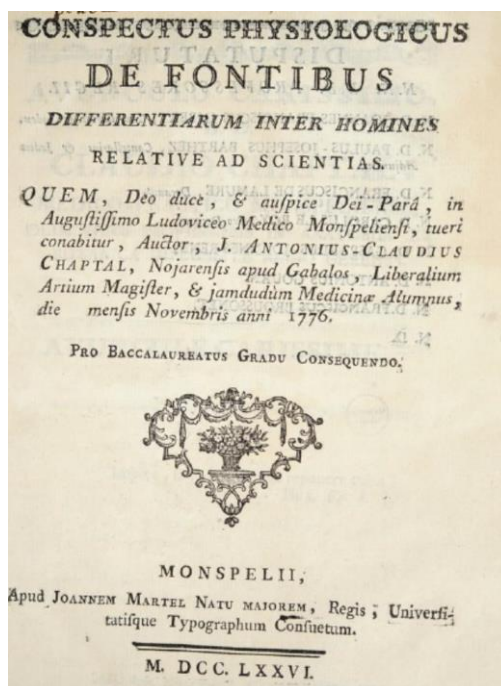 CONSPECTUS PHYSIOLOGICUS
DE FONTIBUS
DIFFERENTIARUM INTER HOMINES
RELATIVE AD SCIENTIAS.
QUEM, Deo duce, & auſpice Dei-Parâ, in
Auguſtiſſimo Ludoviceo Medico Monſpelienſi, tueri
conabitur, Auctor, J. ANTONIUS-CLAUDIUS
CHAPTAL, Nojarenſis apud Gabalos, Liberalium
Artium Magiſter, & jamdudùm Medicinæ Alumnus,
die menſis Novembris anni 1776.
PRO BACCALAUREATUS GRADU CONSEQUENDO.
MONSPELII,
Apud JOANNEM MARTEL NATU MAJOREM, Regis, Univerſi-
tatiſque Typographum Conſuetum.
M. DCC. LXXVI.